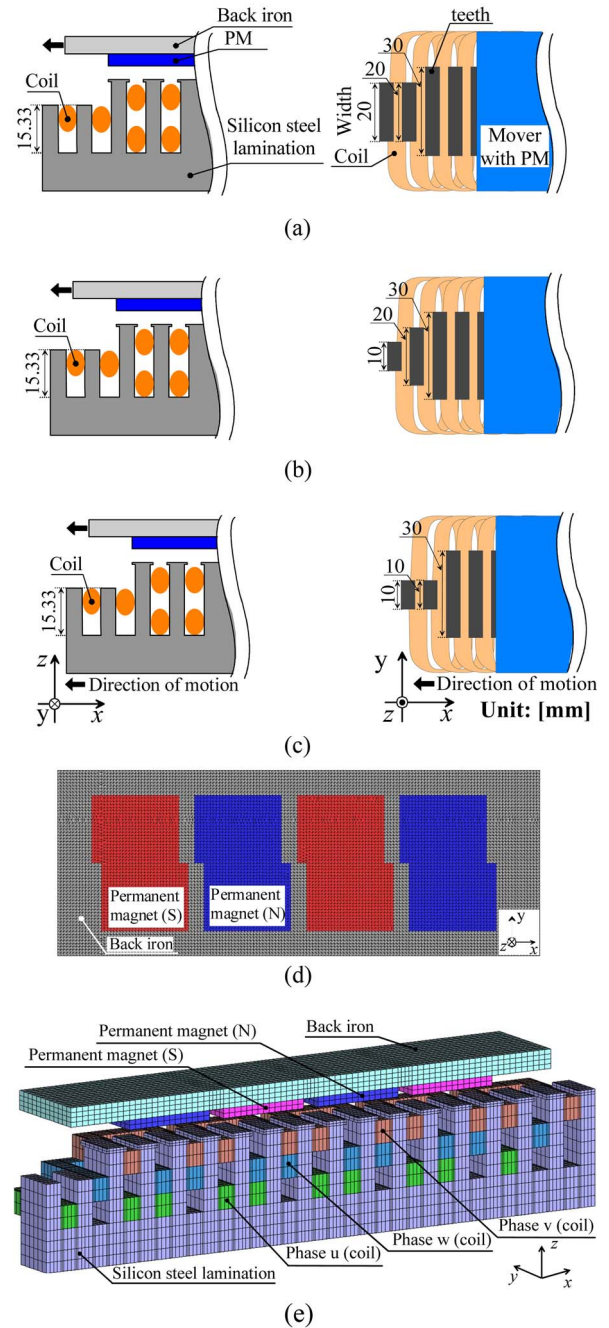 Back iron
PM
Coil
15.33
Silicon steel
lamination
teeth
30
20
Width
20
Coil
Mover
with PM
(a)
Coil
15.33
30
20
10
(b)
Coil
15.33
z
y
x
Direction of motion
30
10
10
y
z
x
Direction of motion
Unit: [mm]
(c)
Permanent
magnet (S)
Permanent
magnet (N)
Back iron
y
z
x
(d)
Back iron
Permanent magnet (N)
Permanent magnet (S)
Phase v (coil)
Phase w (coil)
Phase u (coil)
Silicon steel lamination
z
y
x
(e)